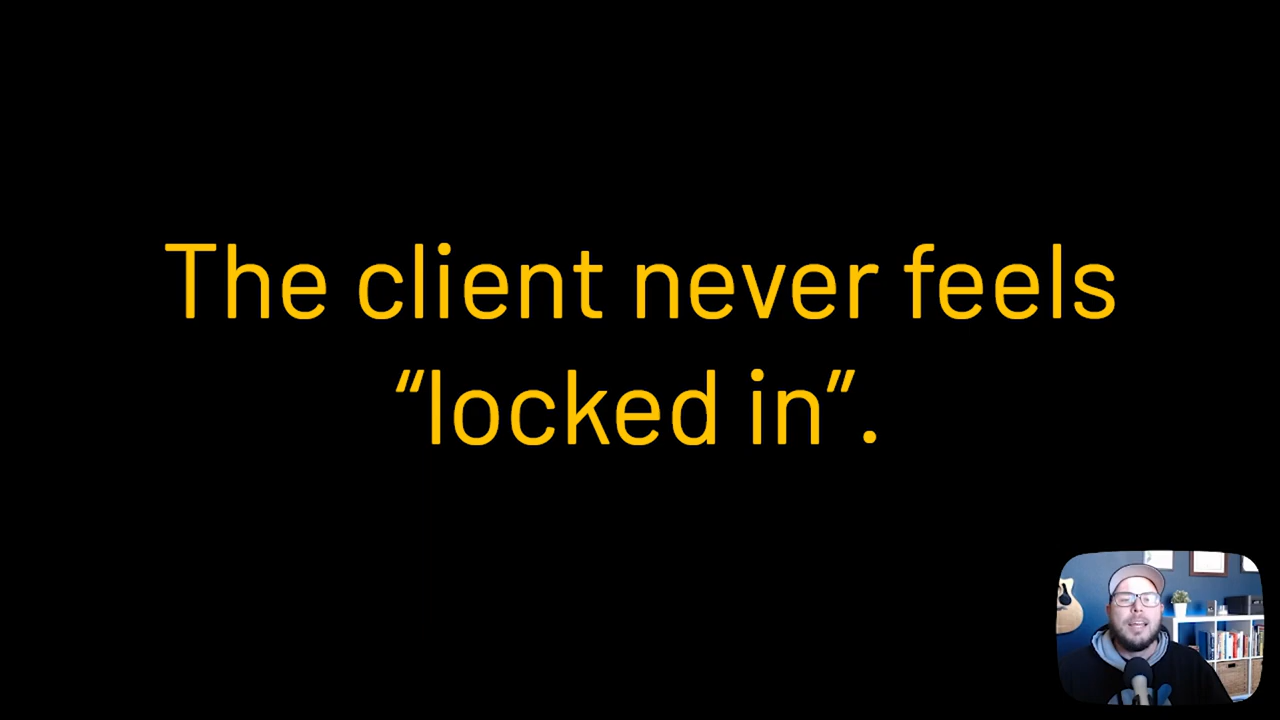 The client never feels
“locked in”.